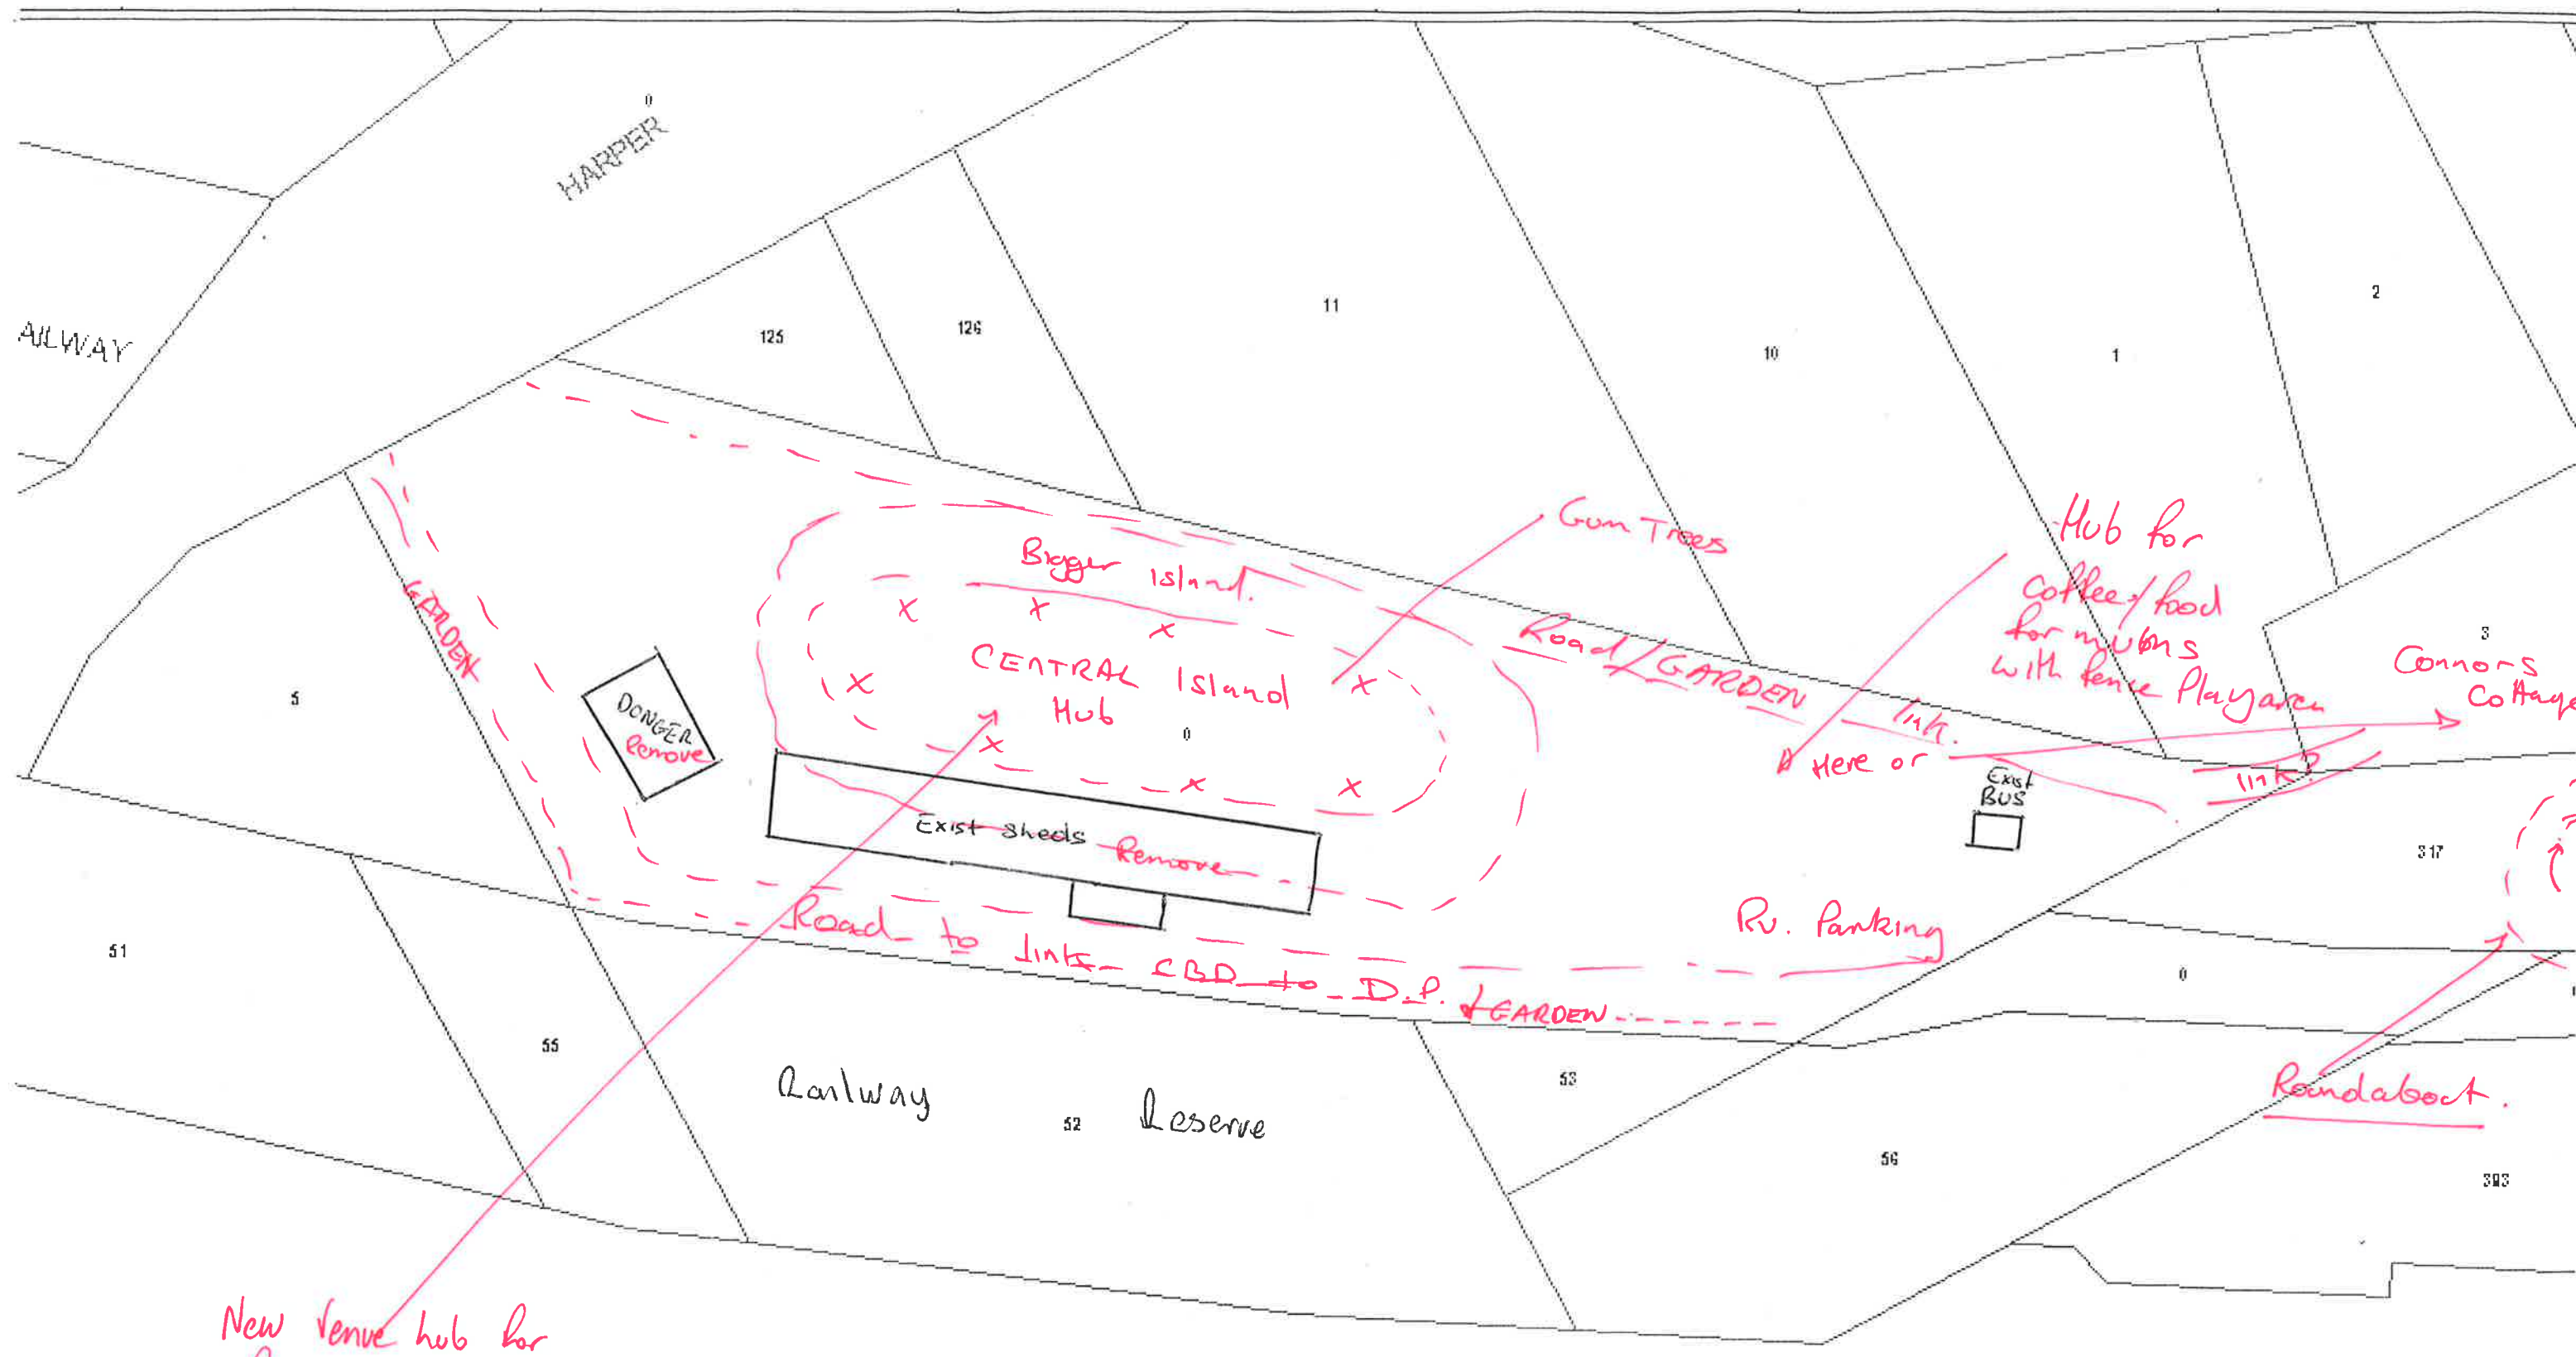 0
HARPER
AILWAY
125
126
11
10
1
2
3
5
Gum Trees
Bigger Island.
CENTRAL Island
Hub
0
GARDEN
DONGER
Remove
Exist Sheds Remove
Road/GARDEN
link.
Hub for
coffee/food
for
with fence Playarea
Here or
Connors
Cottage
link?
Exist
BUS
317
Rv. Parking
Road to links CBD to D.P. & GARDEN
0
51
55
Railway Reserve
52
53
56
Roundabout.
393
New Venue hub for